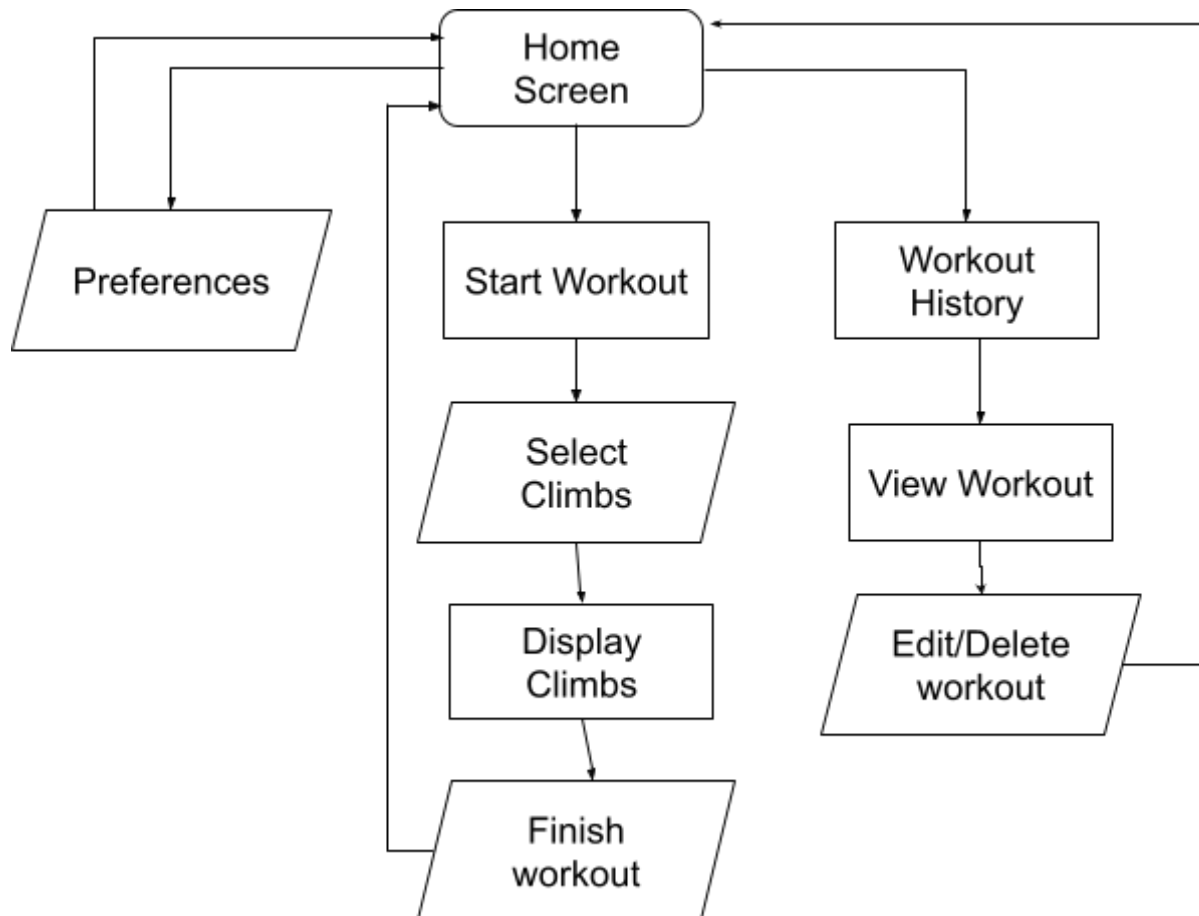 Home
Screen
Preferences
Start Workout
Workout
History
Select
Climbs
View Workout
Display
Climbs
Edit/Delete
workout
Finish
workout